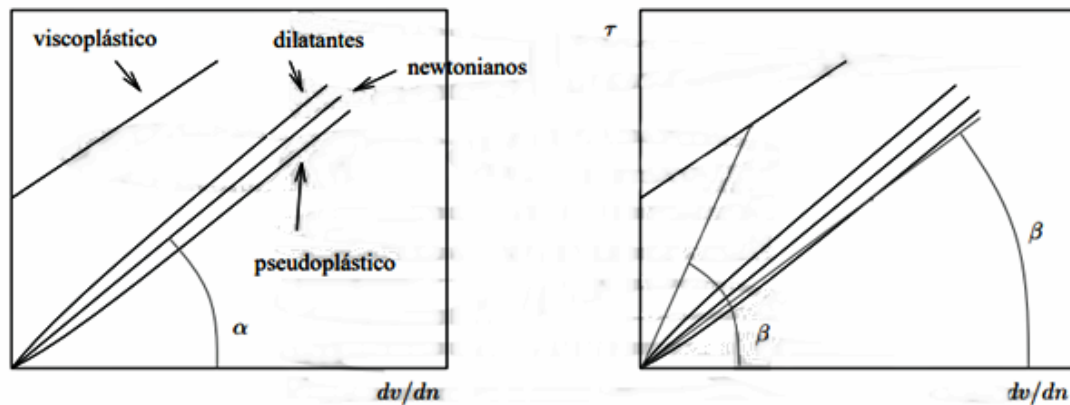 viscoplástico
dilatantes
newtonianos
pseudoplástico
α
dv/dn
τ
β
β
dv/dn